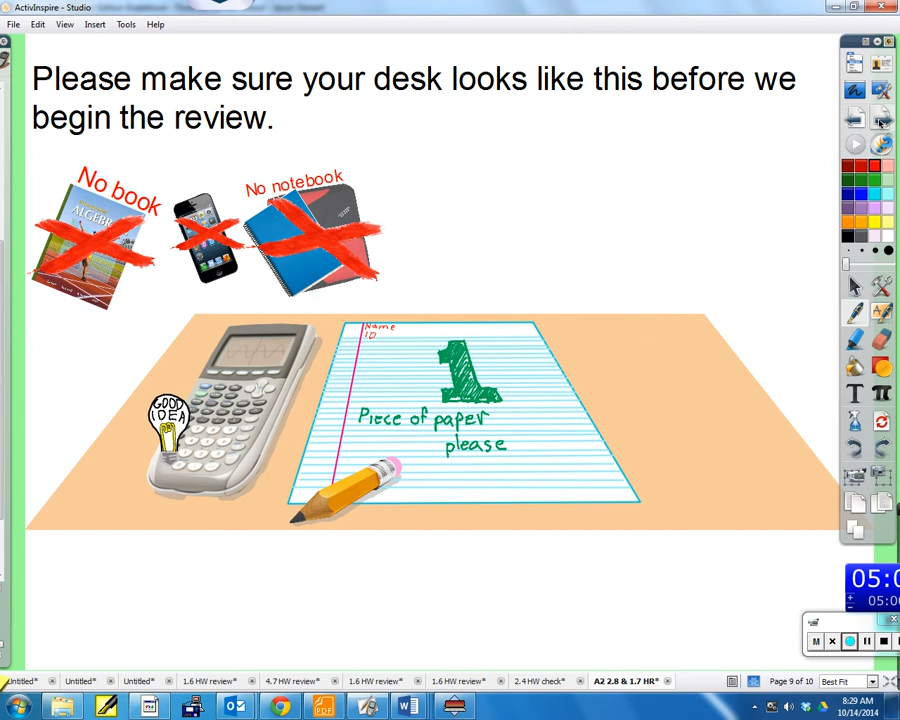 ActivInspire - Studio
File Edit View Insert Tools Help
Please make sure your desk looks like this before we
begin the review.
No book
No notebook
ALGEBRA
Name
ID
1
Piece of paper
please
GOOD
IDEA
T
π
05:0
05:00
M
Untitled* Untitled* Untitled* 1.6 HW review* 4.7 HW review* 1.6 HW review* 1.6 HW review* 2.4 HW check* A2 2.8 & 1.7 HR* Page 9 of 10 Best Fit
PDF
8:29 AM
10/14/2014